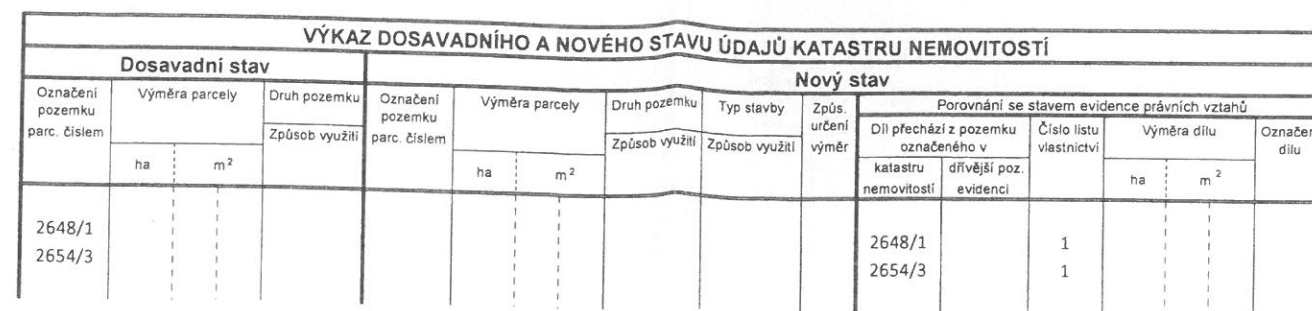 VÝKAZ DOSAVADNÍHO A NOVÉHO STAVU ÚDAJŮ KATASTRU NEMOVITOSTÍ
Dosavadní stav
Nový stav
Označení pozemku parc. číslem
Výměra parcely
ha
m²
Druh pozemku
Způsob využití
Označení pozemku parc. číslem
Výměra parcely
ha
m²
Druh pozemku
Způsob využití
Typ stavby
Způsob využití
Způs. určení výměr
Porovnání se stavem evidence právních vztahů
Díl přechází z pozemku označeného v
katastru nemovitostí
dřívější poz. evidenci
Číslo listu vlastnictví
Výměra dílu
ha
m²
dílu
2648/1 2648/1 1
2654/3 2654/3 1